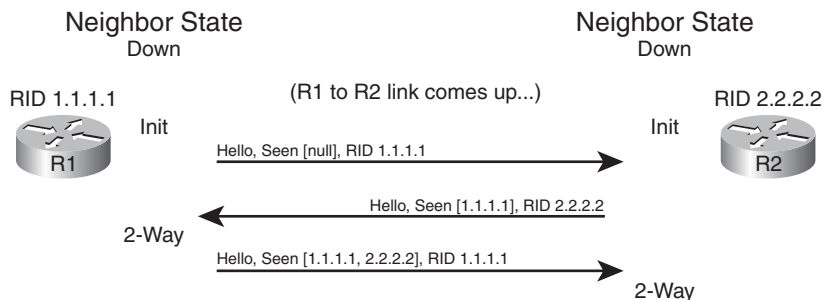 Neighbor State
Down
Neighbor State
Down
(R1 to R2 link comes up...)
RID 1.1.1.1
RID 2.2.2.2
Init
Init
R1
R2
Hello, Seen [null], RID 1.1.1.1
Hello, Seen [1.1.1.1], RID 2.2.2.2
2-Way
Hello, Seen [1.1.1.1, 2.2.2.2], RID 1.1.1.1
2-Way